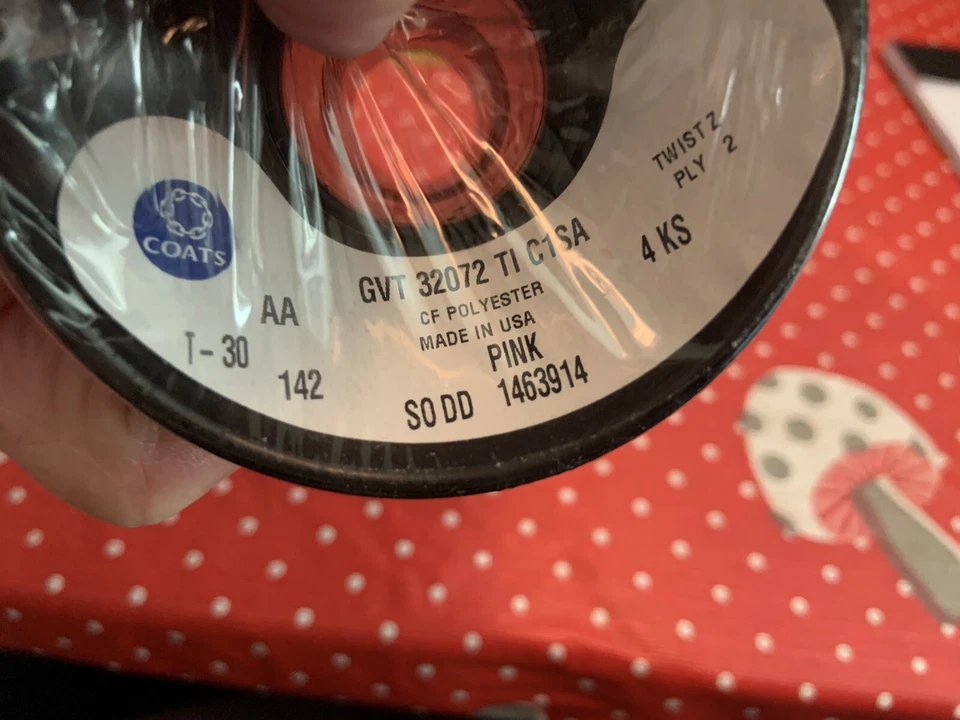 COATS
AA
T-30
142
GVT 32072 TI C1SA
CF POLYESTER
MADE IN USA
PINK
SO DD 1463914
TWIST Z
PLY 2
4 KS